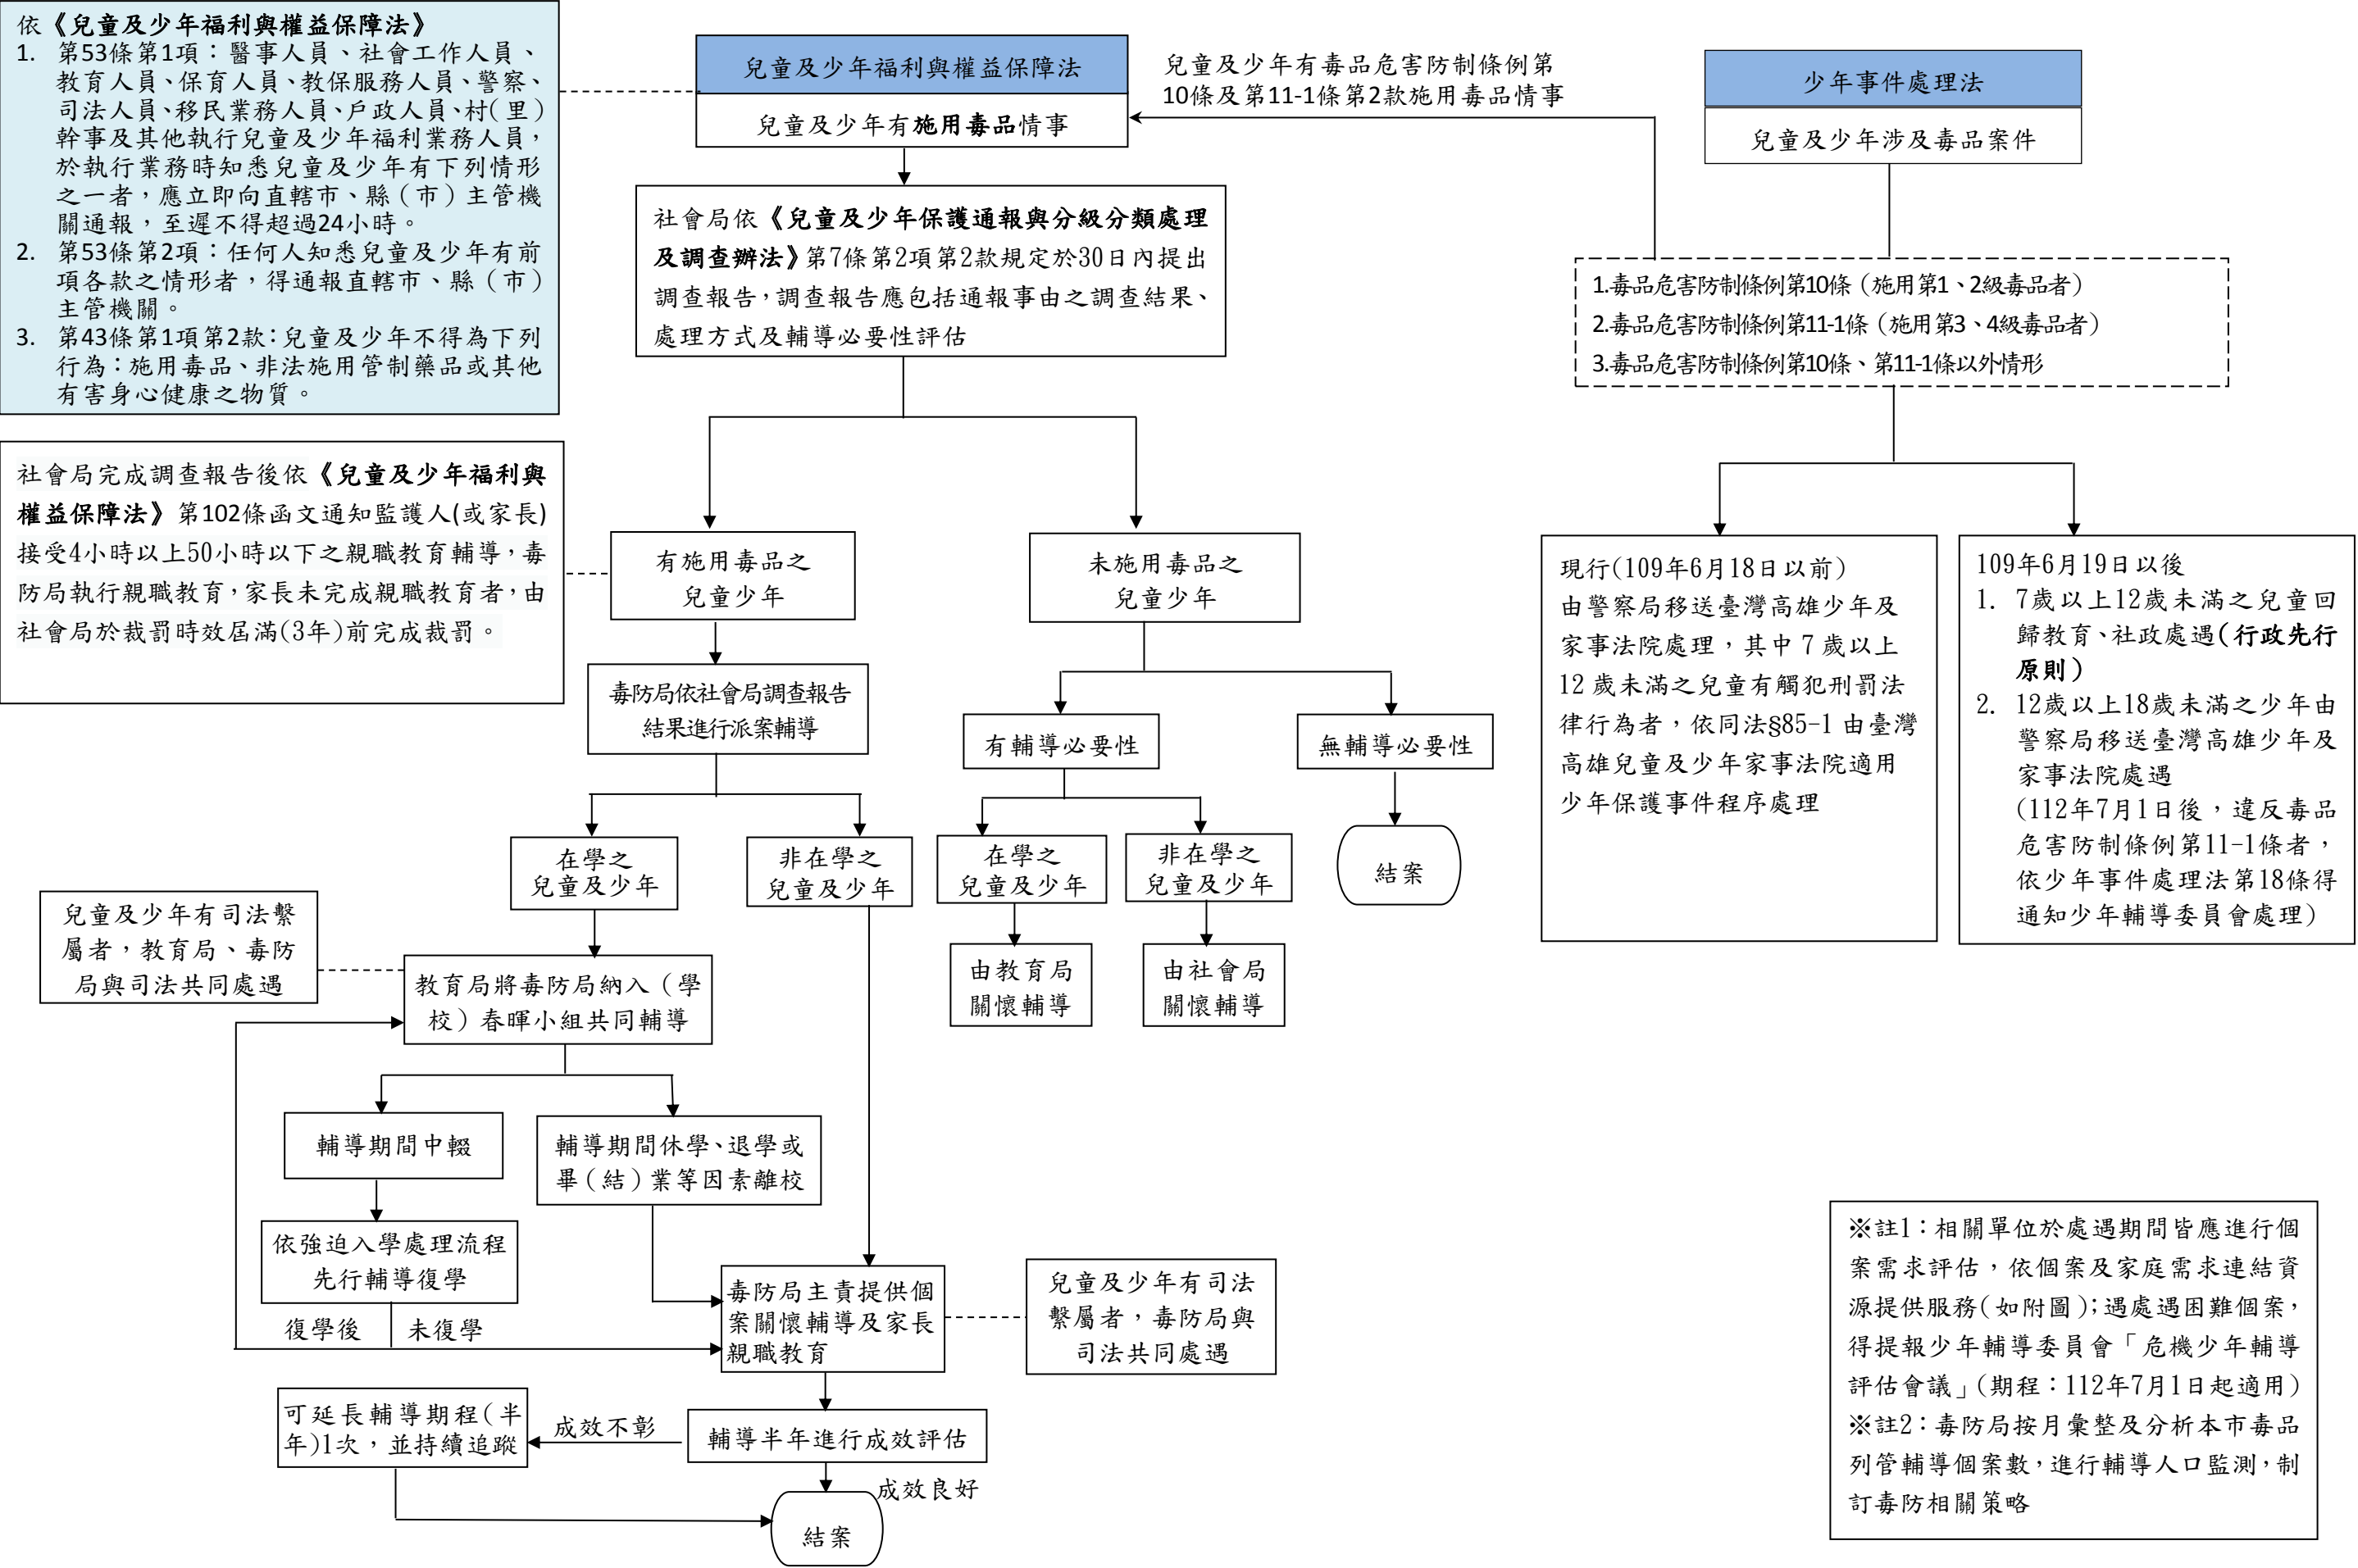 依《兒童及少年福利與權益保障法》
1. 第53條第1項：醫事人員、社會工作人員、
教育人員、保育人員、教保服務人員、警察、
司法人員、移民業務人員、戶政人員、村(里)
幹事及其他執行兒童及少年福利業務人員，
於執行業務時知悉兒童及少年有下列情形
之一者，應立即向直轄市、縣（市）主管機
關通報，至遲不得超過24小時。
2. 第53條第2項：任何人知悉兒童及少年有前
項各款之情形者，得通報直轄市、縣（市）
主管機關。
3. 第43條第1項第2款：兒童及少年不得為下列
行為：施用毒品、非法施用管制藥品或其他
有害身心健康之物質。
社會局完成調查報告後依《兒童及少年福利與
權益保障法》第102條函文通知監護人(或家長)
接受4小時以上50小時以下之親職教育輔導，毒
防局執行親職教育，家長未完成親職教育者，由
社會局於裁罰時效屆滿(3年)前完成裁罰。
兒童及少年福利與權益保障法
兒童及少年有施用毒品情事
兒童及少年有毒品危害防制條例第
10條及第11-1條第2款施用毒品情事
少年事件處理法
兒童及少年涉及毒品案件
社會局依《兒童及少年保護通報與分級分類處理
及調查辦法》第7條第2項第2款規定於30日內提出
調查報告，調查報告應包括通報事由之調查結果、
處理方式及輔導必要性評估
1.毒品危害防制條例第10條（施用第1、2級毒品者）
2.毒品危害防制條例第11-1條（施用第3、4級毒品者）
3.毒品危害防制條例第10條、第11-1條以外情形
有施用毒品之
兒童少年
未施用毒品之
兒童少年
現行(109年6月18日以前)
由警察局移送臺灣高雄少年及
家事法院處理，其中 7 歲以上
12 歲未滿之兒童有觸犯刑罰法
律行為者，依同法§85-1 由臺灣
高雄兒童及少年家事法院適用
少年保護事件程序處理
109年6月19日以後
1. 7歲以上12歲未滿之兒童回
歸教育、社政處遇(行政先行
原則)
2. 12歲以上18歲未滿之少年由
警察局移送臺灣高雄少年及
家事法院處遇
(112年7月1日後，違反毒品
危害防制條例第11-1條者，
依少年事件處理法第18條得
通知少年輔導委員會處理)
毒防局依社會局調查報告
結果進行派案輔導
有輔導必要性
無輔導必要性
在學之
兒童及少年
非在學之
兒童及少年
在學之
兒童及少年
非在學之
兒童及少年
結案
兒童及少年有司法繫
屬者，教育局、毒防
局與司法共同處遇
教育局將毒防局納入（學
校）春暉小組共同輔導
由教育局
關懷輔導
由社會局
關懷輔導
輔導期間中輟
輔導期間休學、退學或
畢(結)業等因素離校
依強迫入學處理流程
先行輔導復學
復學後
未復學
毒防局主責提供個
案關懷輔導及家長
親職教育
兒童及少年有司法
繫屬者，毒防局與
司法共同處遇
可延長輔導期程(半
年)1次，並持續追蹤
成效不彰
輔導半年進行成效評估
成效良好
結案
※註1：相關單位於處遇期間皆應進行個
案需求評估，依個案及家庭需求連結資
源提供服務(如附圖)；遇處遇困難個案，
得提報少年輔導委員會「危機少年輔導
評估會議」(期程：112年7月1日起適用)
※註2：毒防局按月彙整及分析本市毒品
列管輔導個案數，進行輔導人口監測，制
訂毒防相關策略